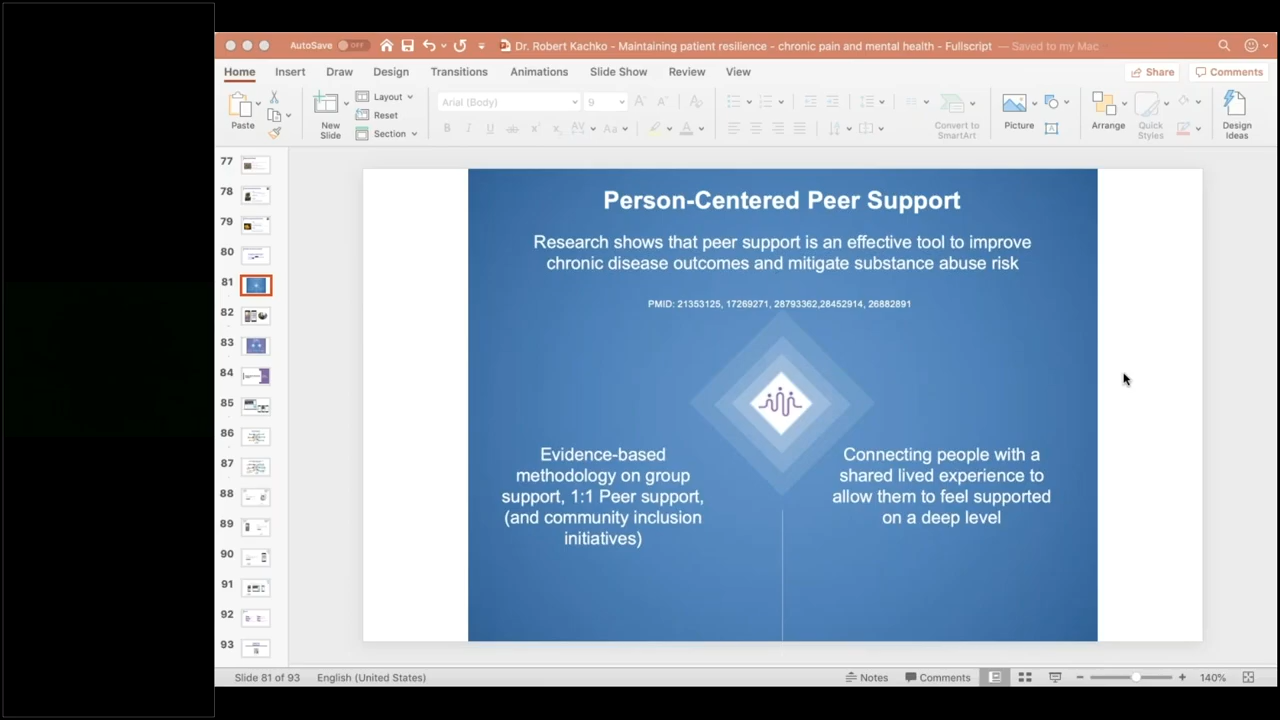 AutoSave OFF
Dr. Robert Kachko - Maintaining patient resilience - chronic pain and mental health - Fullscript — Saved to my Mac
Home Insert Draw Design Transitions Animations Slide Show Review View Share Comments
Paste
New Slide
Layout
Reset
Section
Arial (Body) 9
Convert to SmartArt
Picture
Arrange
Quick Styles
Design Ideas
77
78
79
80
81
82
83
84
85
86
87
88
89
90
91
92
93
Person-Centered Peer Support
Research shows that peer support is an effective tool to improve
chronic disease outcomes and mitigate substance abuse risk
PMID: 21353125, 17269271, 28793362,28452914, 26882891
Evidence-based
methodology on group
support, 1:1 Peer support,
(and community inclusion
initiatives)
Connecting people with a
shared lived experience to
allow them to feel supported
on a deep level
Slide 81 of 93 English (United States) Notes Comments 140%